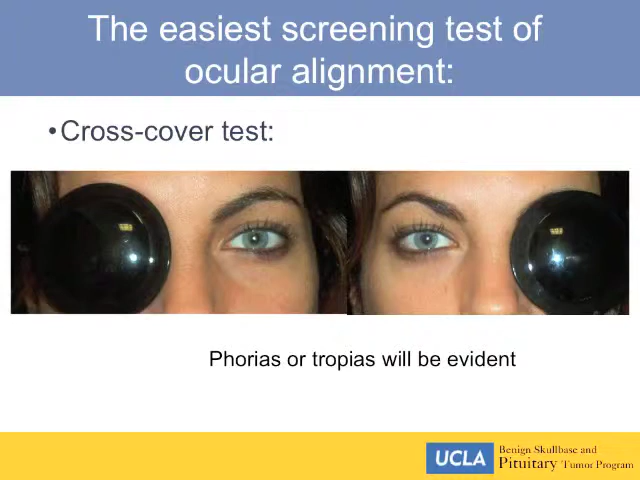 The easiest screening test of
ocular alignment:
•Cross-cover test:
Phorias or tropias will be evident
UCLA
Benign Skullbase and
Pituitary Tumor Program